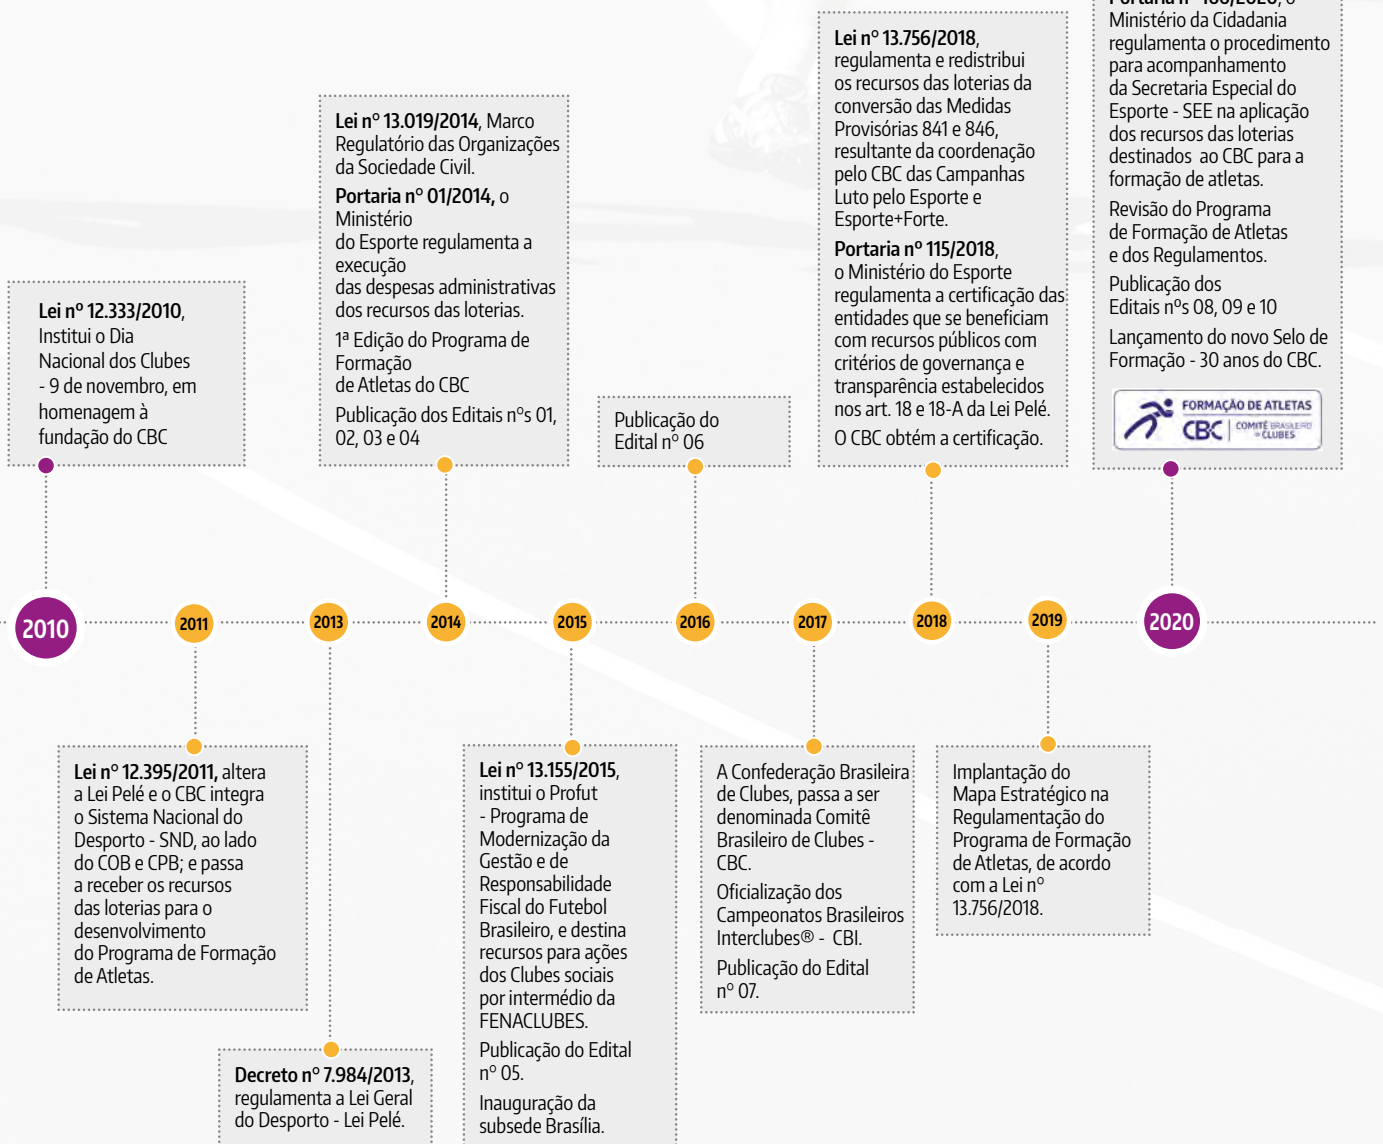 Lei nº 12.333/2010,
Institui o Dia
Nacional dos Clubes
- 9 de novembro, em
homenagem à
fundação do CBC
Lei nº 13.019/2014, Marco
Regulatório das Organizações
da Sociedade Civil.
Portaria nº 01/2014, o
Ministério
do Esporte regulamenta a
execução
das despesas administrativas
dos recursos das loterias.
1ª Edição do Programa de
Formação
de Atletas do CBC
Publicação dos Editais nºs 01,
02, 03 e 04
Publicação do
Edital nº 06
Lei nº 13.756/2018,
regulamenta e redistribui
os recursos das loterias da
conversão das Medidas
Provisórias 841 e 846,
resultante da coordenação
pelo CBC das Campanhas
Luto pelo Esporte e
Esporte+Forte.
Portaria nº 115/2018,
o Ministério do Esporte
regulamenta a certificação das
entidades que se beneficiam
com recursos públicos com
critérios de governança e
transparência estabelecidos
nos art. 18 e 18-A da Lei Pelé.
O CBC obtém a certificação.
Ministério da Cidadania
regulamenta o procedimento
para acompanhamento
da Secretaria Especial do
Esporte - SEE na aplicação
dos recursos das loterias
destinados ao CBC para a
formação de atletas.
Revisão do Programa
de Formação de Atletas
e dos Regulamentos.
Publicação dos
Editais nºs 08, 09 e 10
Lançamento do novo Selo de
Formação - 30 anos do CBC.
FORMAÇÃO DE ATLETAS
CBC COMITÊ BRASILEIRO
DE CLUBES
2010
2011
2013
2014
2015
2016
2017
2018
2019
2020
Lei nº 12.395/2011, altera
a Lei Pelé e o CBC integra
o Sistema Nacional do
Desporto - SND, ao lado
do COB e CPB; e passa
a receber os recursos
das loterias para o
desenvolvimento
do Programa de Formação
de Atletas.
Decreto nº 7.984/2013,
regulamenta a Lei Geral
do Desporto - Lei Pelé.
Lei nº 13.155/2015,
institui o Profut
- Programa de
Modernização da
Gestão e de
Responsabilidade
Fiscal do Futebol
Brasileiro, e destina
recursos para ações
dos Clubes sociais
por intermédio da
FENACLUBES.
Publicação do Edital
nº 05.
Inauguração da
subsede Brasília.
A Confederação Brasileira
de Clubes, passa a ser
denominada Comitê
Brasileiro de Clubes -
CBC.
Oficialização dos
Campeonatos Brasileiros
Interclubes® - CBI.
Publicação do Edital
nº 07.
Implantação do
Mapa Estratégico na
Regulamentação do
Programa de Formação
de Atletas, de acordo
com a Lei nº
13.756/2018.